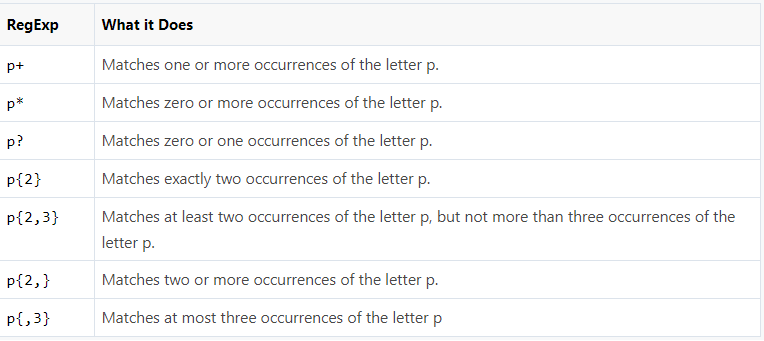 RegExp What it Does
p+ Matches one or more occurrences of the letter p.
p* Matches zero or more occurrences of the letter p.
p? Matches zero or one occurrences of the letter p.
p{2} Matches exactly two occurrences of the letter p.
p{2,3} Matches at least two occurrences of the letter p, but not more than three occurrences of the
letter p.
p{2,} Matches two or more occurrences of the letter p.
p{,3} Matches at most three occurrences of the letter p